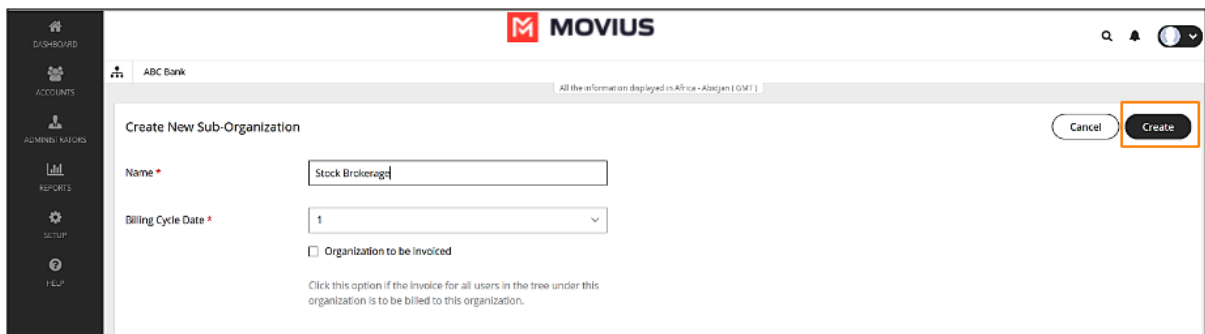 MOVIUS
DASHBOARD
ABC Bank
ACCOUNTS
All the information displayed in Africa - Abidjan ( GMT )
Create New Sub-Organization
Cancel
Create
ADMINISTRATORS
Name *
Stock Brokerage
REPORTS
Billing Cycle Date *
1
SETUP
Organization to be invoiced
HELP
Click this option if the invoice for all users in the tree under this
organization is to be billed to this organization.